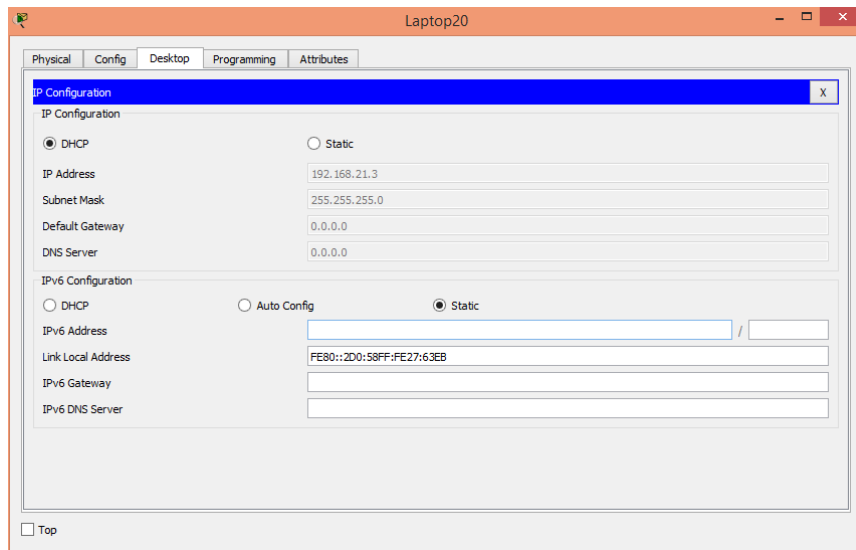 Laptop20
Physical Config Desktop Programming Attributes
IP Configuration X
IP Configuration
DHCP Static
IP Address 192.168.21.3
Subnet Mask 255.255.255.0
Default Gateway 0.0.0.0
DNS Server 0.0.0.0
IPv6 Configuration
DHCP Auto Config Static
IPv6 Address /
Link Local Address FE80::2D0:58FF:FE27:63EB
IPv6 Gateway
IPv6 DNS Server
Top